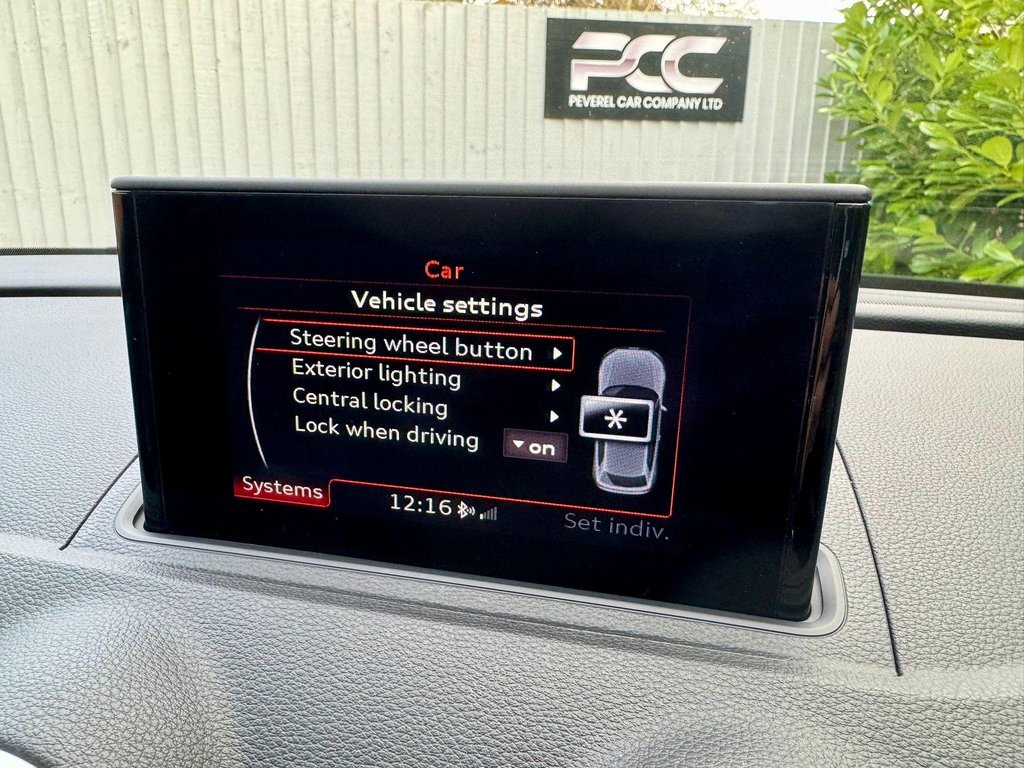 PCC
PEVEREL CAR COMPANY LTD
Car
Vehicle settings
Steering wheel button
Exterior lighting
Central locking
Lock when driving on
Systems
12:16
Set indiv.